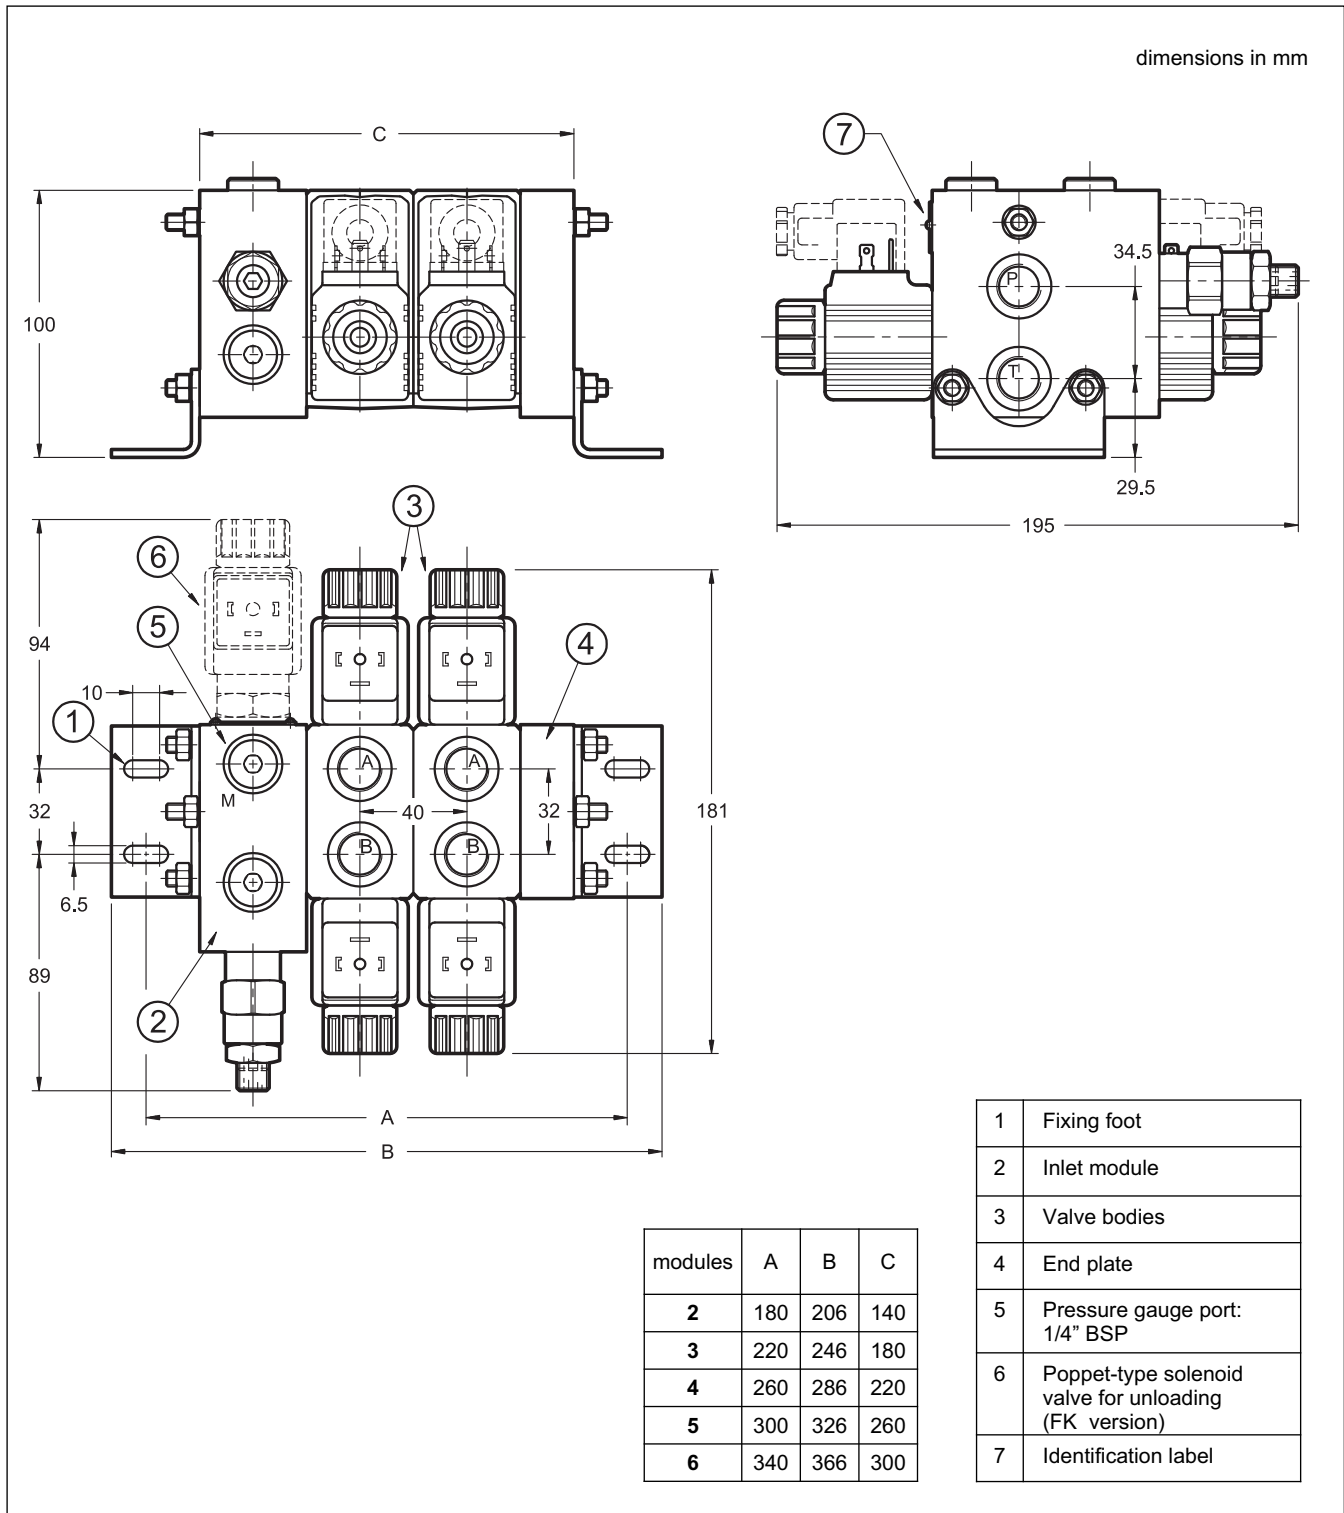 dimensions in mm
C
7
100
P
T
34.5
29.5
195
3
6
5
4
94
10
1
32
6.5
89
M
A
A
40
32
B
B
181
2
A
B
modules A B C
2 180 206 140
3 220 246 180
4 260 286 220
5 300 326 260
6 340 366 300
1 Fixing foot
2 Inlet module
3 Valve bodies
4 End plate
5 Pressure gauge port:
1/4” BSP
6 Poppet-type solenoid
valve for unloading
(FK version)
7 Identification label